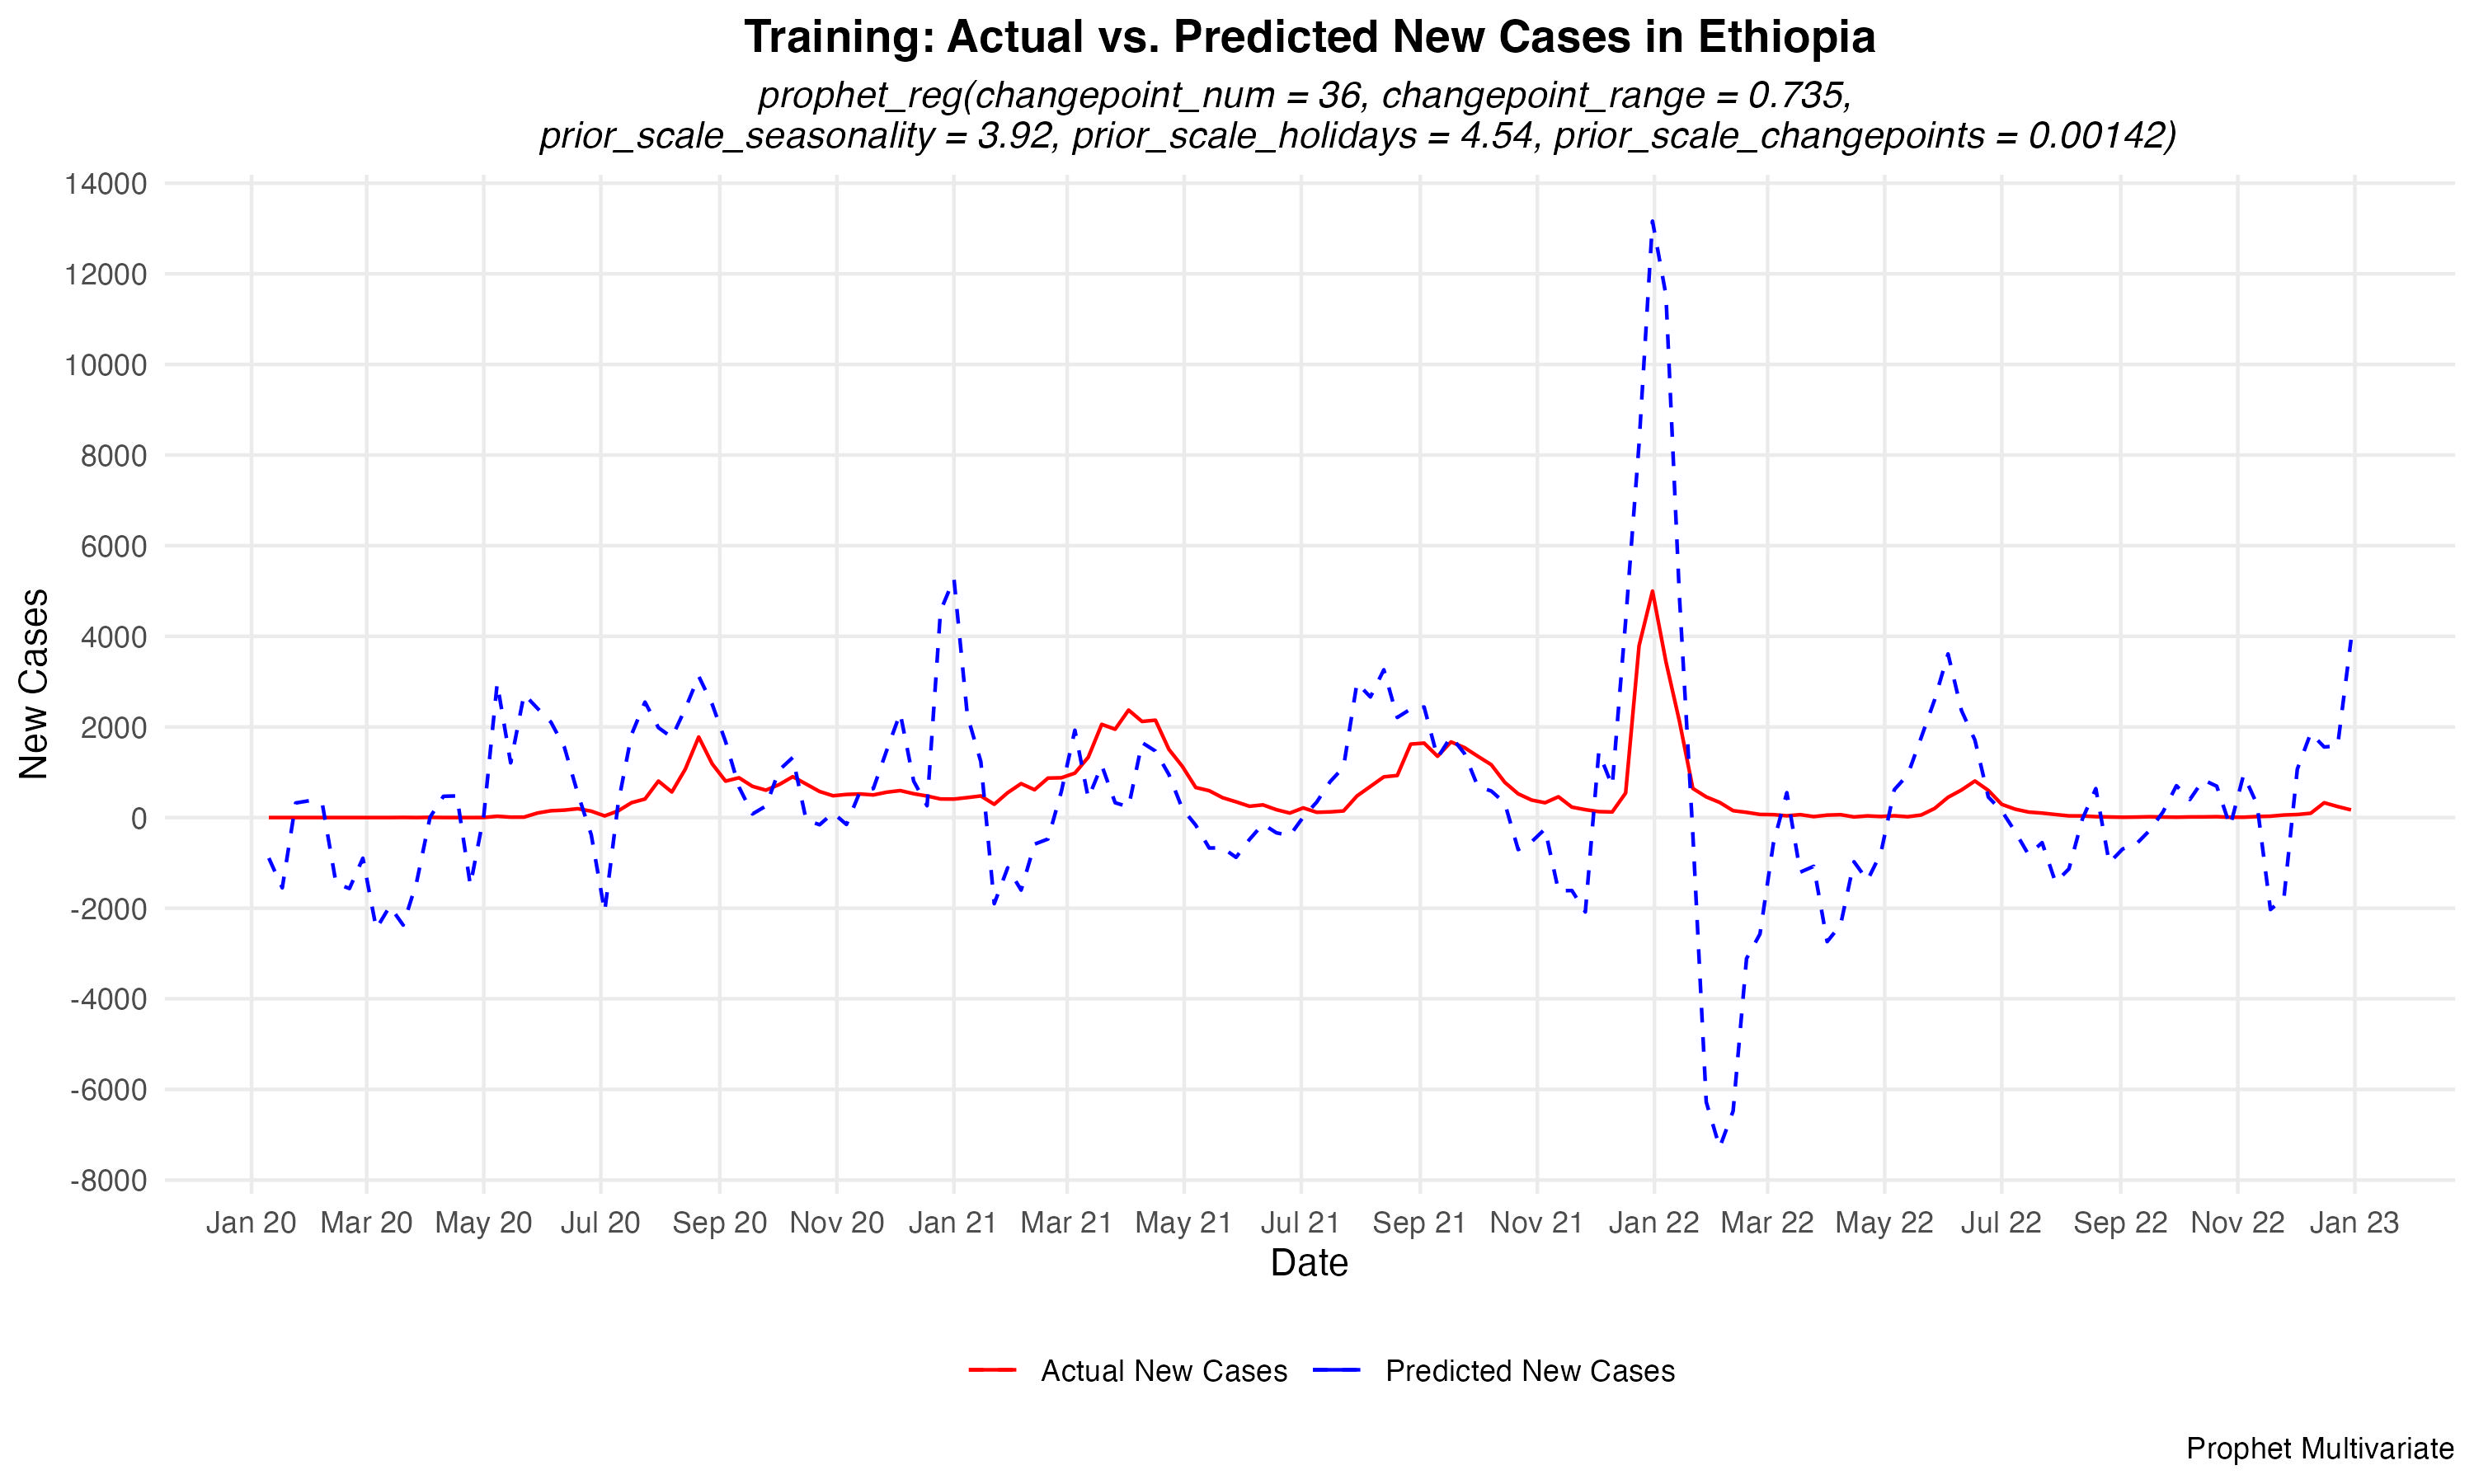 Training: Actual vs. Predicted New Cases in Ethiopia
prophet_reg(changepoint_num = 36, changepoint_range = 0.735,
prior_scale_seasonality = 3.92, prior_scale_holidays = 4.54, prior_scale_changepoints = 0.00142)
New Cases
14000
12000
10000
8000
6000
4000
2000
0
-2000
-4000
-6000
-8000
Jan 20 Mar 20 May 20 Jul 20 Sep 20 Nov 20 Jan 21 Mar 21 May 21 Jul 21 Sep 21 Nov 21 Jan 22 Mar 22 May 22 Jul 22 Sep 22 Nov 22 Jan 23
Date
Actual New Cases Predicted New Cases
Prophet Multivariate